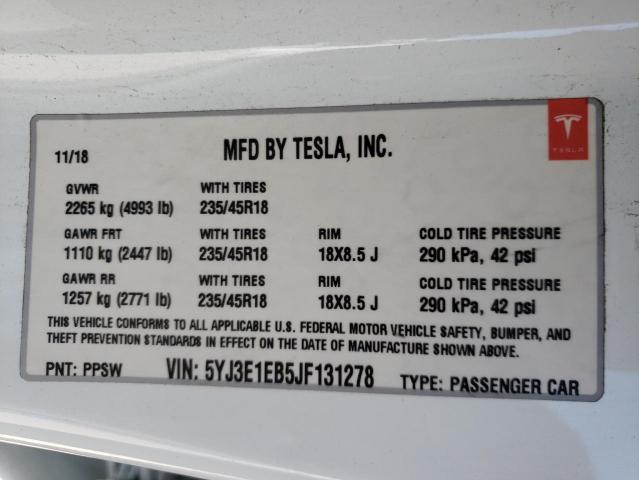 11/18 MFD BY TESLA, INC.
TESLA
GVWR WITH TIRES
2265 kg (4993 lb) 235/45R18
GAWR FRT WITH TIRES RIM COLD TIRE PRESSURE
1110 kg (2447 lb) 235/45R18 18X8.5 J 290 kPa, 42 psi
GAWR RR WITH TIRES RIM COLD TIRE PRESSURE
1257 kg (2771 lb) 235/45R18 18X8.5 J 290 kPa, 42 psi
THIS VEHICLE CONFORMS TO ALL APPLICABLE U.S. FEDERAL MOTOR VEHICLE SAFETY, BUMPER, AND
THEFT PREVENTION STANDARDS IN EFFECT ON THE DATE OF MANUFACTURE SHOWN ABOVE.
PNT: PPSW VIN: 5YJ3E1EB5JF131278 TYPE: PASSENGER CAR